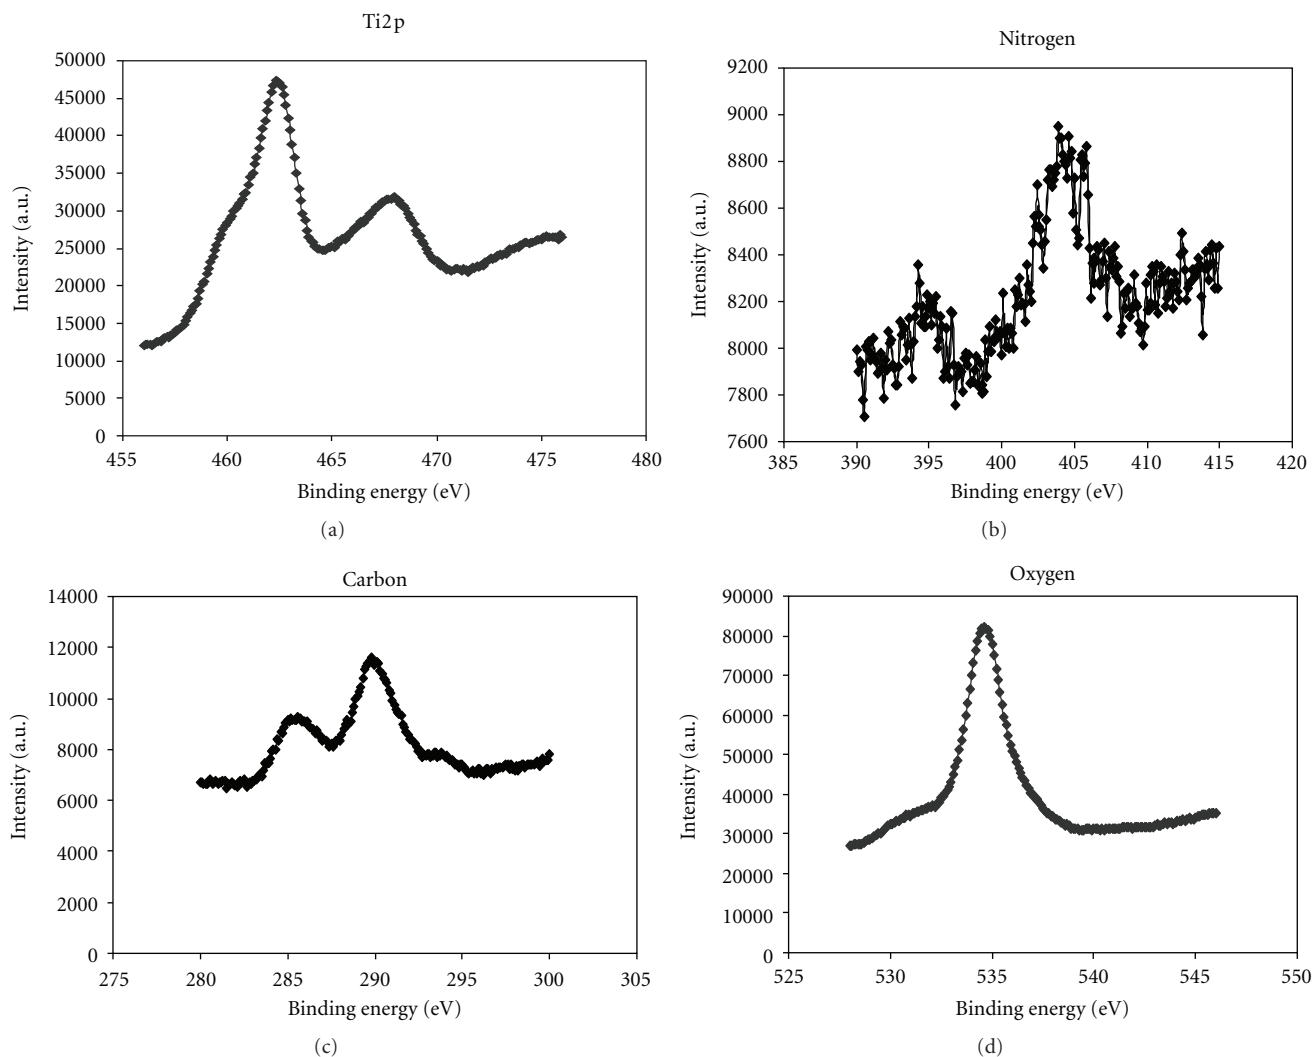 Ti2p
50000
45000
40000
35000
30000
25000
20000
15000
10000
5000
0
455 460 465 470 475 480
Intensity (a.u.)
Binding energy (eV)
(a)
Nitrogen
9200
9000
8800
8600
8400
8200
8000
7800
7600
385 390 395 400 405 410 415 420
Intensity (a.u.)
Binding energy (eV)
(b)
Carbon
14000
12000
10000
8000
6000
4000
2000
0
275 280 285 290 295 300 305
Intensity (a.u.)
Binding energy (eV)
(c)
Oxygen
90000
80000
70000
60000
50000
40000
30000
20000
10000
0
525 530 535 540 545 550
Intensity (a.u.)
Binding energy (eV)
(d)